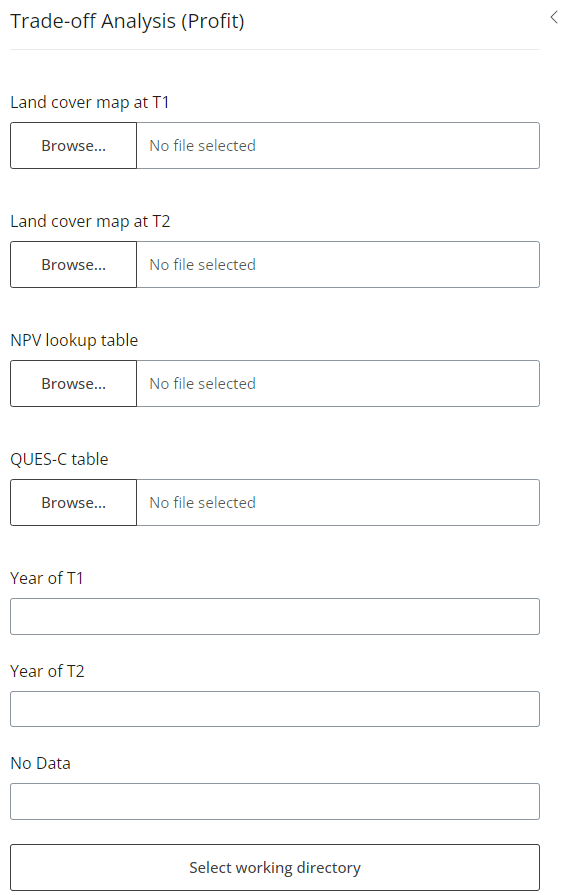 Trade-off Analysis (Profit)
Land cover map at T1
Browse... No file selected
Land cover map at T2
Browse... No file selected
NPV lookup table
Browse... No file selected
QUES-C table
Browse... No file selected
Year of T1
Year of T2
No Data
Select working directory